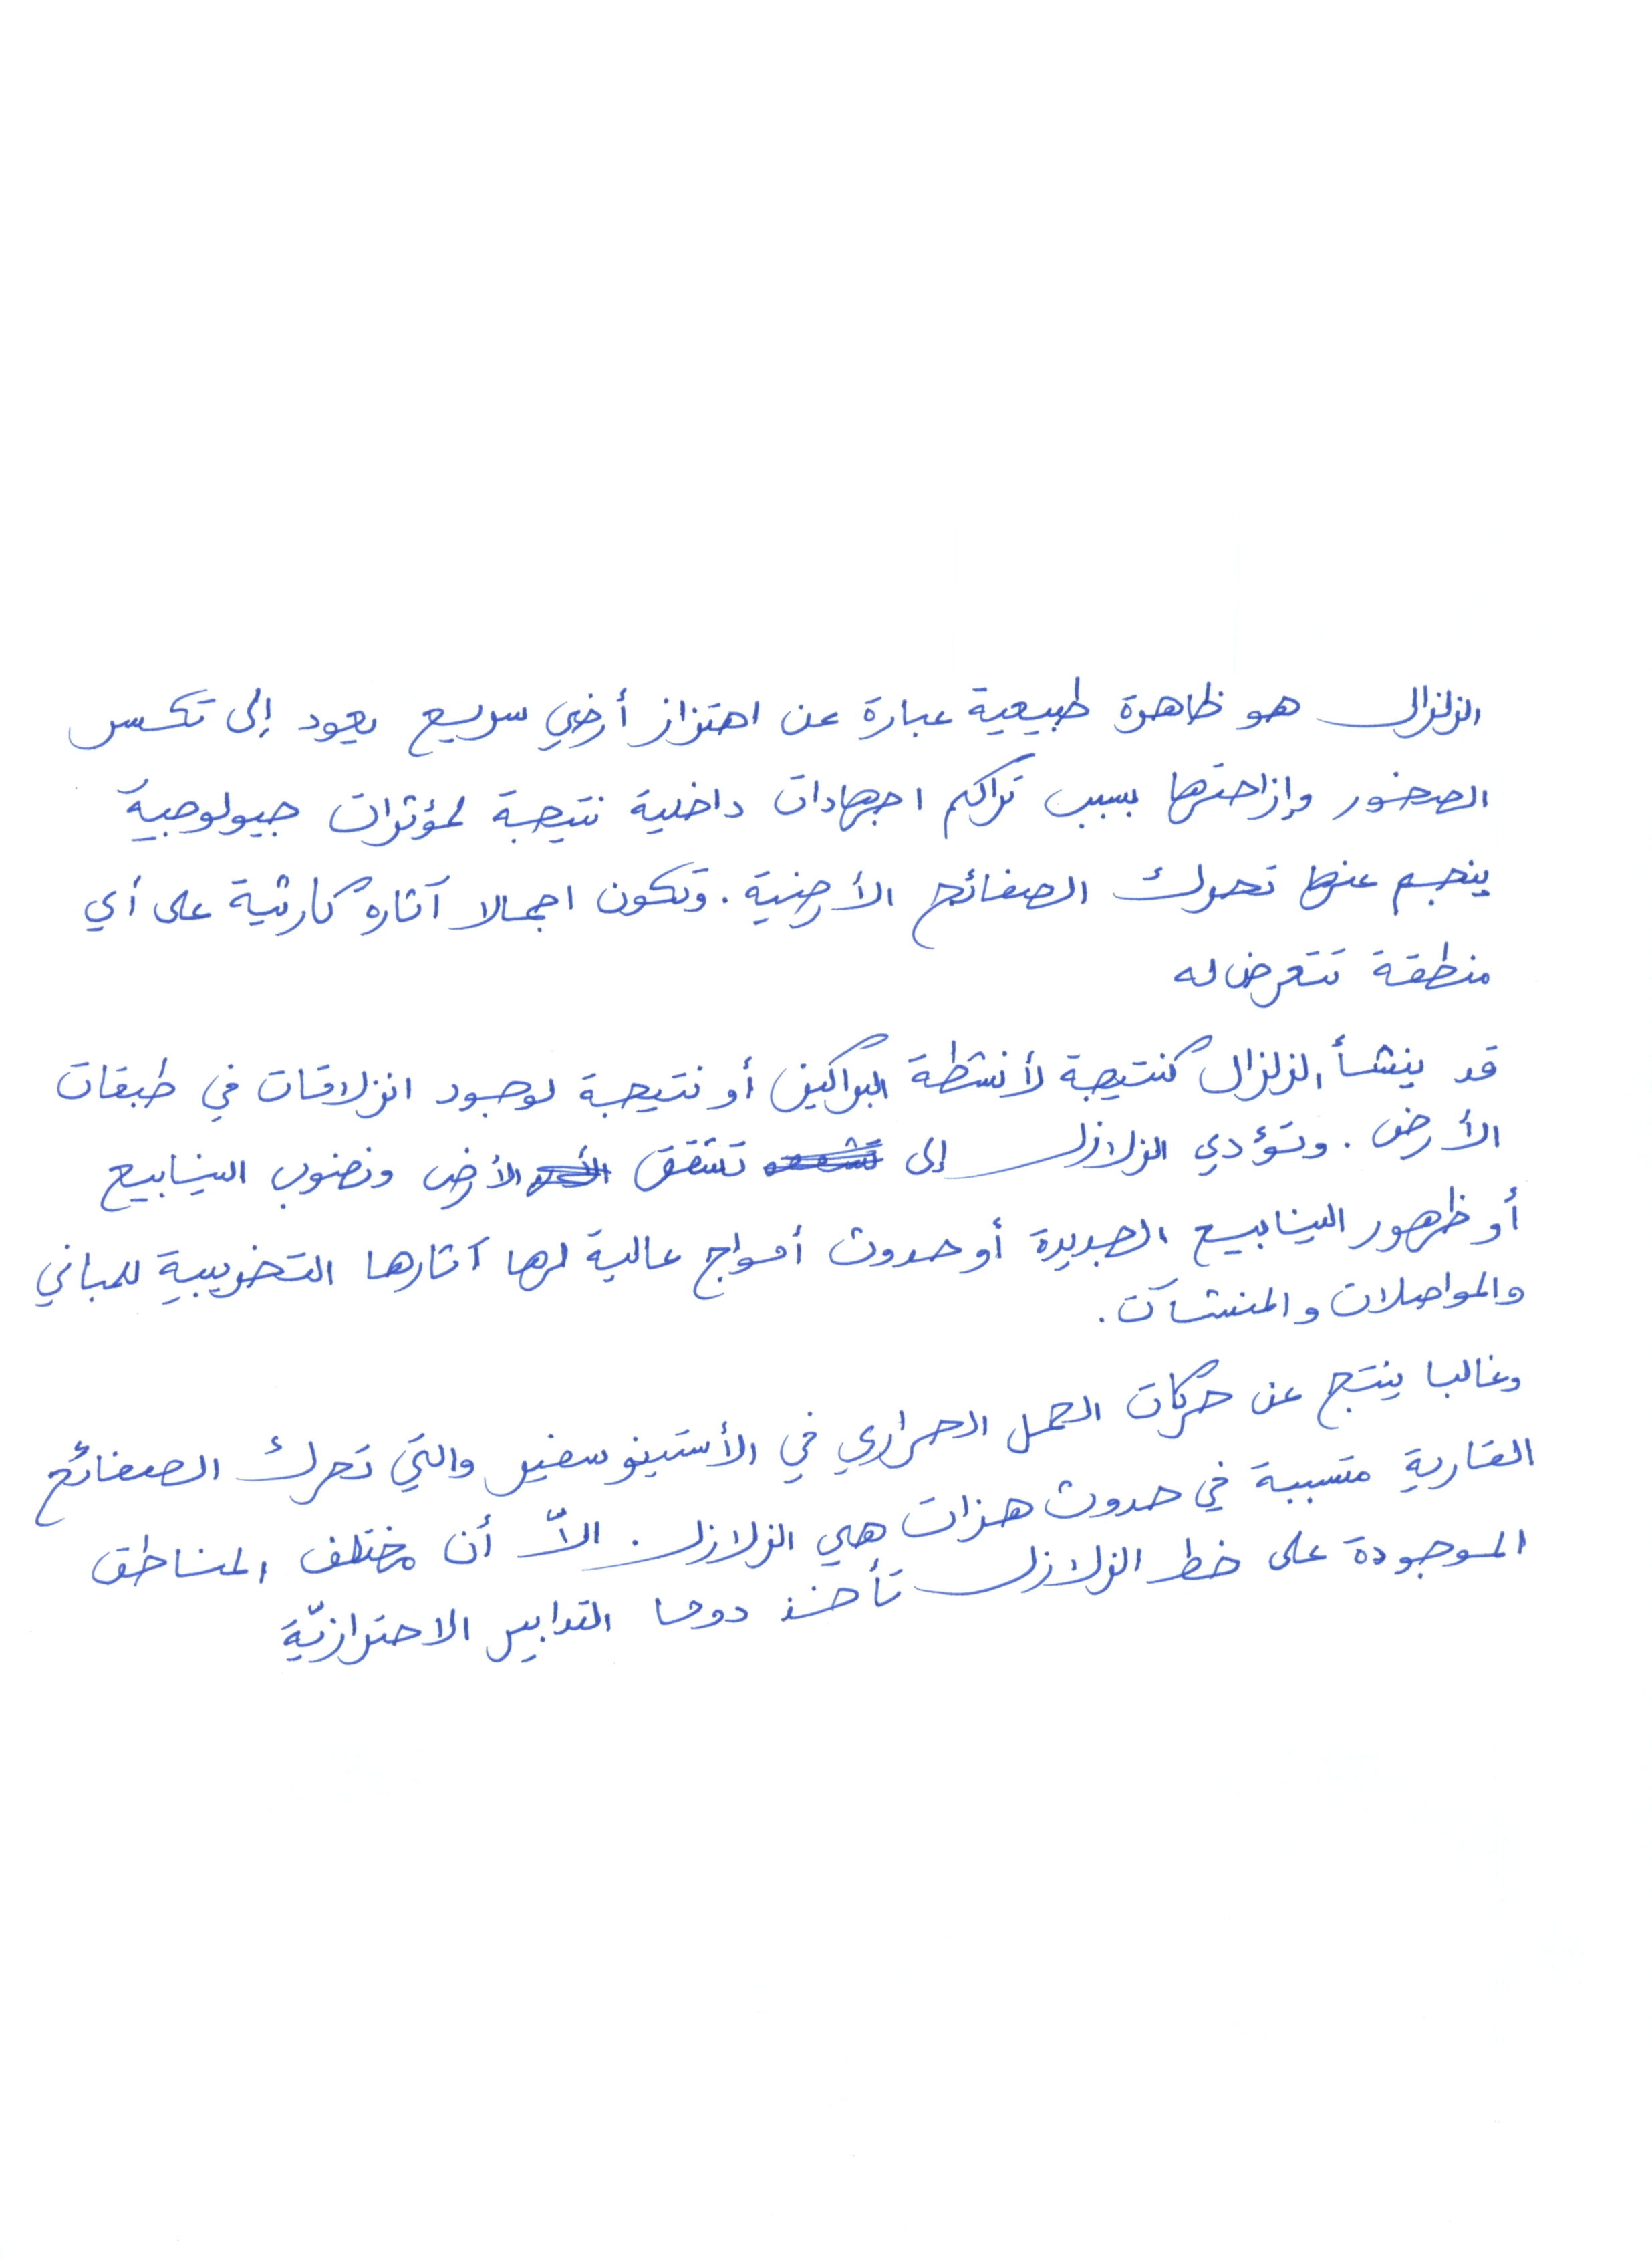 الزلزال هو ظاهرة طبيعية عبارة عن اهتزاز أرضي سريع يعود إلى تكسر
الصخور وإزاحتها بسبب تراكم اجهادات داخلية نتيجة لمؤثرات جيولوجية
ينجم عنها تحرك الصفائح الأرضية. وتكون اجمالا آثاره كارثية على أي
منطقة تتعرض له
قد ينشأ الزلزال كنتيجة لأنشطة البراكين أو نتيجة لوجود انزلاقات في طبقات
الأرض. وتؤدي الزلازل إلى تشقق الأرض ونضوب الينابيع
أو ظهور الينابيع الجديدة أو حدوث أمواج عالية لها آثارها التخريبية للمباني
والمواصلات والمنشآت.
وغالبا ينتج عن حركات الحمل الحراري في الأستينوسفير والتي تحرك الصفائح
القارية متسببة في حدوث هزات هي الزلازل. الاّ أن مختلف المناطق
الموجودة على خط الزلازل تأخذ دوما التدابير الاحترازيّة